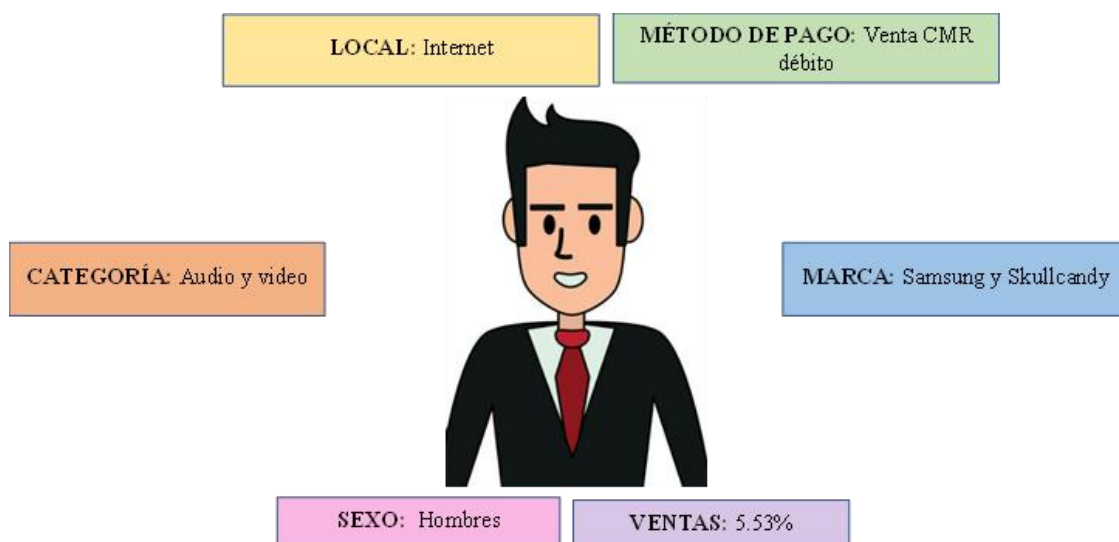 LOCAL: Internet
MÉTODO DE PAGO: Venta CMR
débito
CATEGORÍA: Audio y video
MARCA: Samsung y Skullcandy
SEXO: Hombres
VENTAS: 5.53%